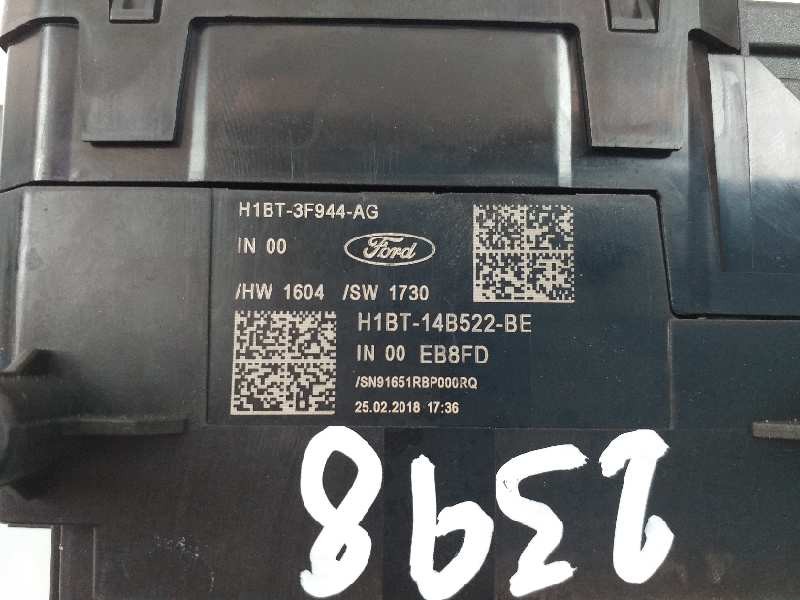 H1BT-3F944-AG
IN 00 Ford
/HW 1604 /SW 1730
H1BT-14B522-BE
IN 00 EB8FD
/SN91651RBP000RQ
25.02.2018 17:36